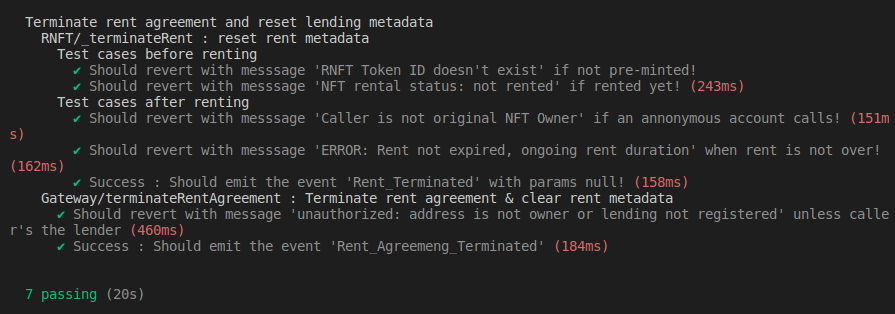 Terminate rent agreement and reset lending metadata
RNFT/_terminateRent : reset rent metadata
Test cases before renting
✔ Should revert with messsage 'RNFT Token ID doesn't exist' if not pre-minted!
✔ Should revert with messsage 'NFT rental status: not rented' if rented yet! (243ms)
Test cases after renting
✔ Should revert with messsage 'Caller is not original NFT Owner' if an annonymous account calls! (151m
s)
✔ Should revert with messsage 'ERROR: Rent not expired, ongoing rent duration' when rent is not over!
(162ms)
✔ Success : Should emit the event 'Rent_Terminated' with params null! (158ms)
Gateway/terminateRentAgreement : Terminate rent agreement & clear rent metadata
✔ Should revert with message 'unauthorized: address is not owner or lending not registered' unless calle
r's the lender (460ms)
✔ Success : Should emit the event 'Rent_Agreemeng_Terminated' (184ms)
7 passing (20s)